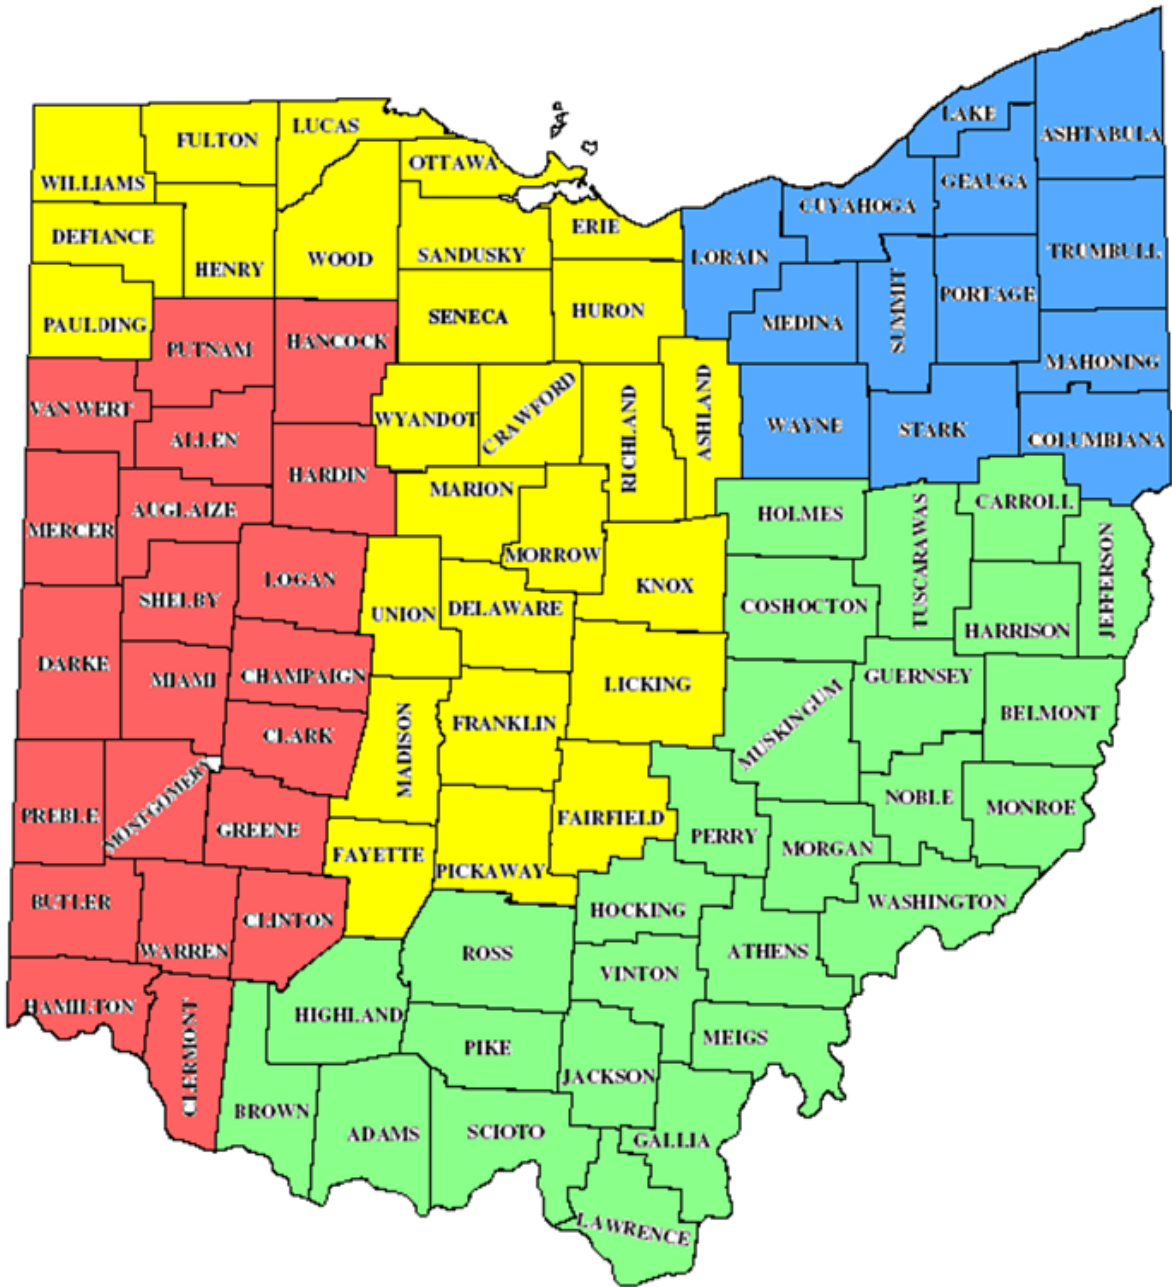 LAKE
ASHTABULA
LUCAS
FULTON
OTTAWA
WILLIAMS
GEAUGA
CUYAHOGA
DEFIANCE
ERIE
HENRY
WOOD
SANDUSKY
LORAIN
TRUMBULL
PORTAGE
SUMMIT
PAULDING
SENECA
HURON
MEDINA
PUTNAM
HANCOCK
MAHONING
VAN WERT
WYANDOT
CRAWFORD
RICHLAND
ASHLAND
WAYNE
STARK
COLUMBIANA
ALLEN
HARDIN
MARION
AUGLAIZE
MERCER
HOLMES
CARROLL
TUSCARAWAS
JEFFERSON
MORROW
LOGAN
KNOX
SHELBY
UNION
DELAWARE
COSHOCTON
HARRISON
DARKE
MIAMI
CHAMPAIGN
LICKING
GUERNSEY
BELMONT
CLARK
MADISON
FRANKLIN
MUSKINGUM
NOBLE
MONROE
PREBLE
MONTGOMERY
GREENE
FAIRFIELD
PERRY
MORGAN
FAYETTE
PICKAWAY
BUTLER
WARREN
CLINTON
HOCKING
WASHINGTON
ROSS
VINTON
ATHENS
HAMILTON
CLERMONT
HIGHLAND
PIKE
MEIGS
JACKSON
BROWN
ADAMS
SCIOTO
GALLIA
LAWRENCE